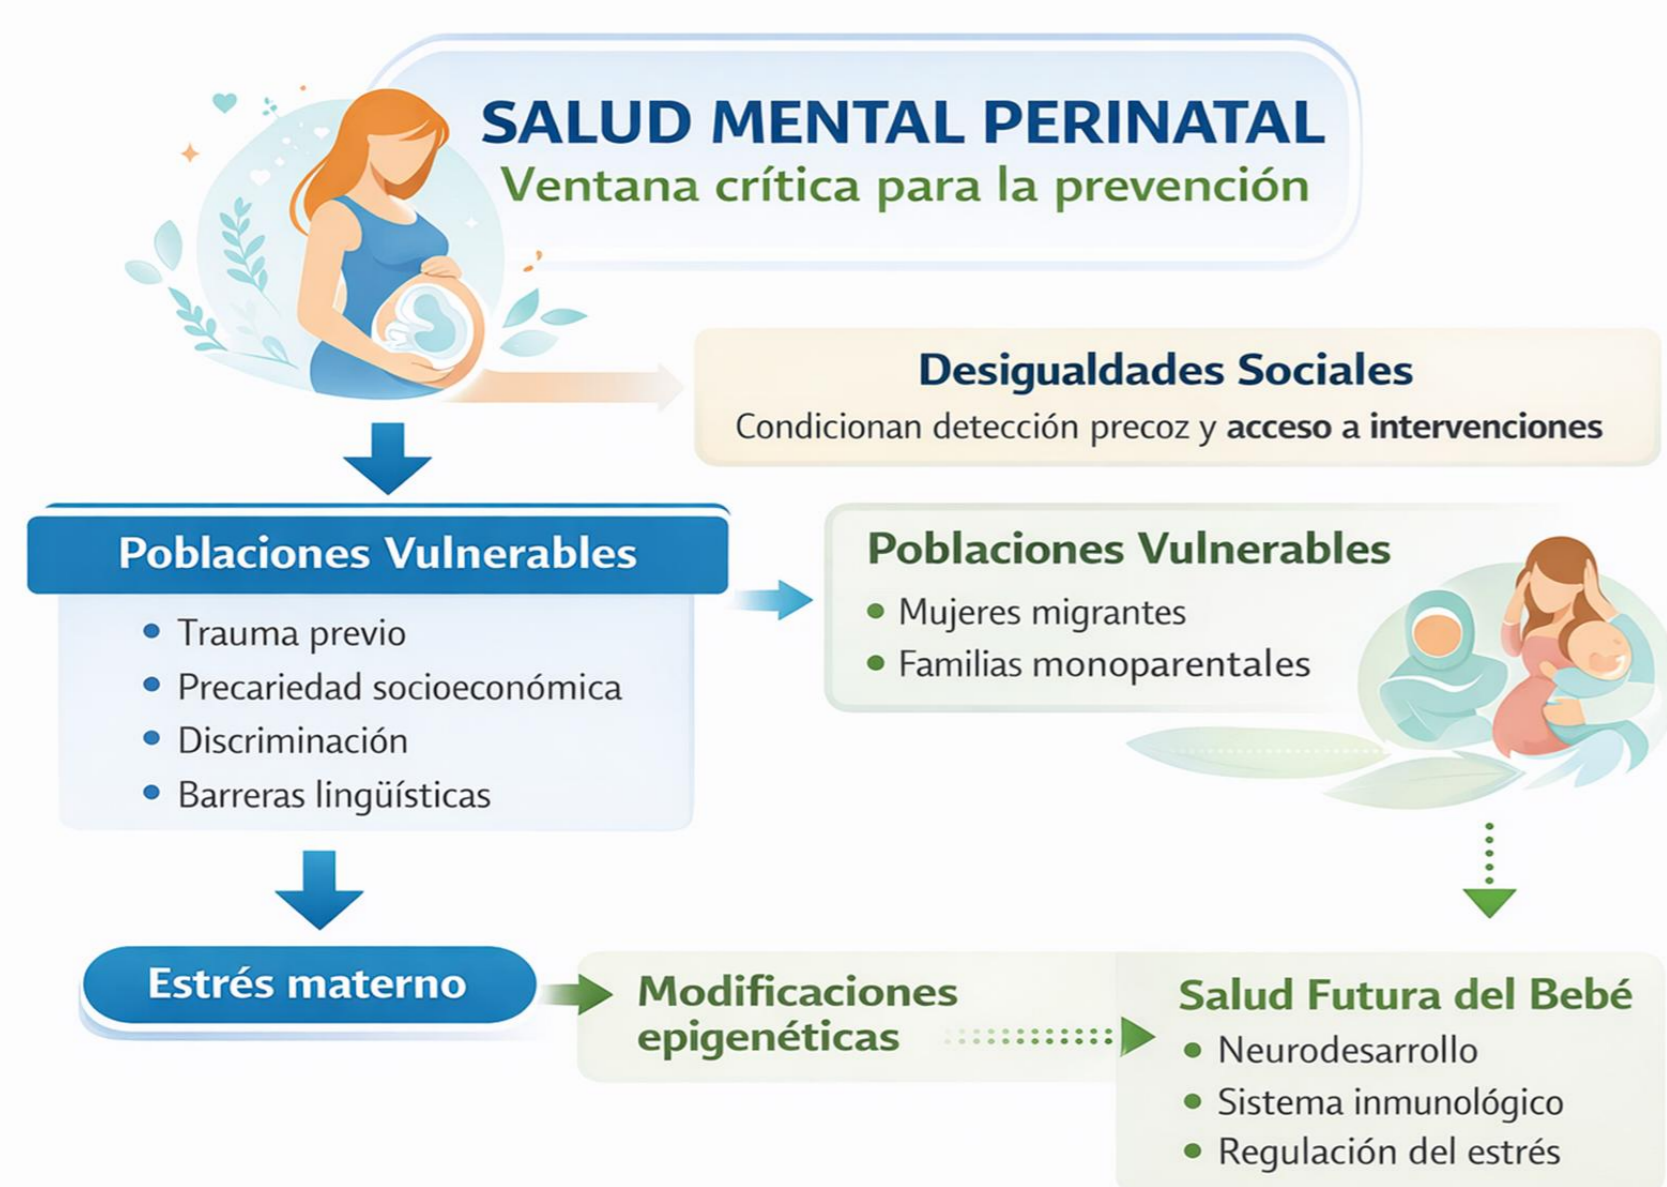 SALUD MENTAL PERINATAL
Ventana crítica para la prevención
Desigualdades Sociales
Condicionan detección precoz y acceso a intervenciones
Poblaciones Vulnerables
• Trauma previo
• Precariedad socioeconómica
• Discriminación
• Barreras lingüísticas
Poblaciones Vulnerables
• Mujeres migrantes
• Familias monoparentales
Estrés materno
Modificaciones
epigenéticas
Salud Futura del Bebé
• Neurodesarrollo
• Sistema inmunológico
• Regulación del estrés